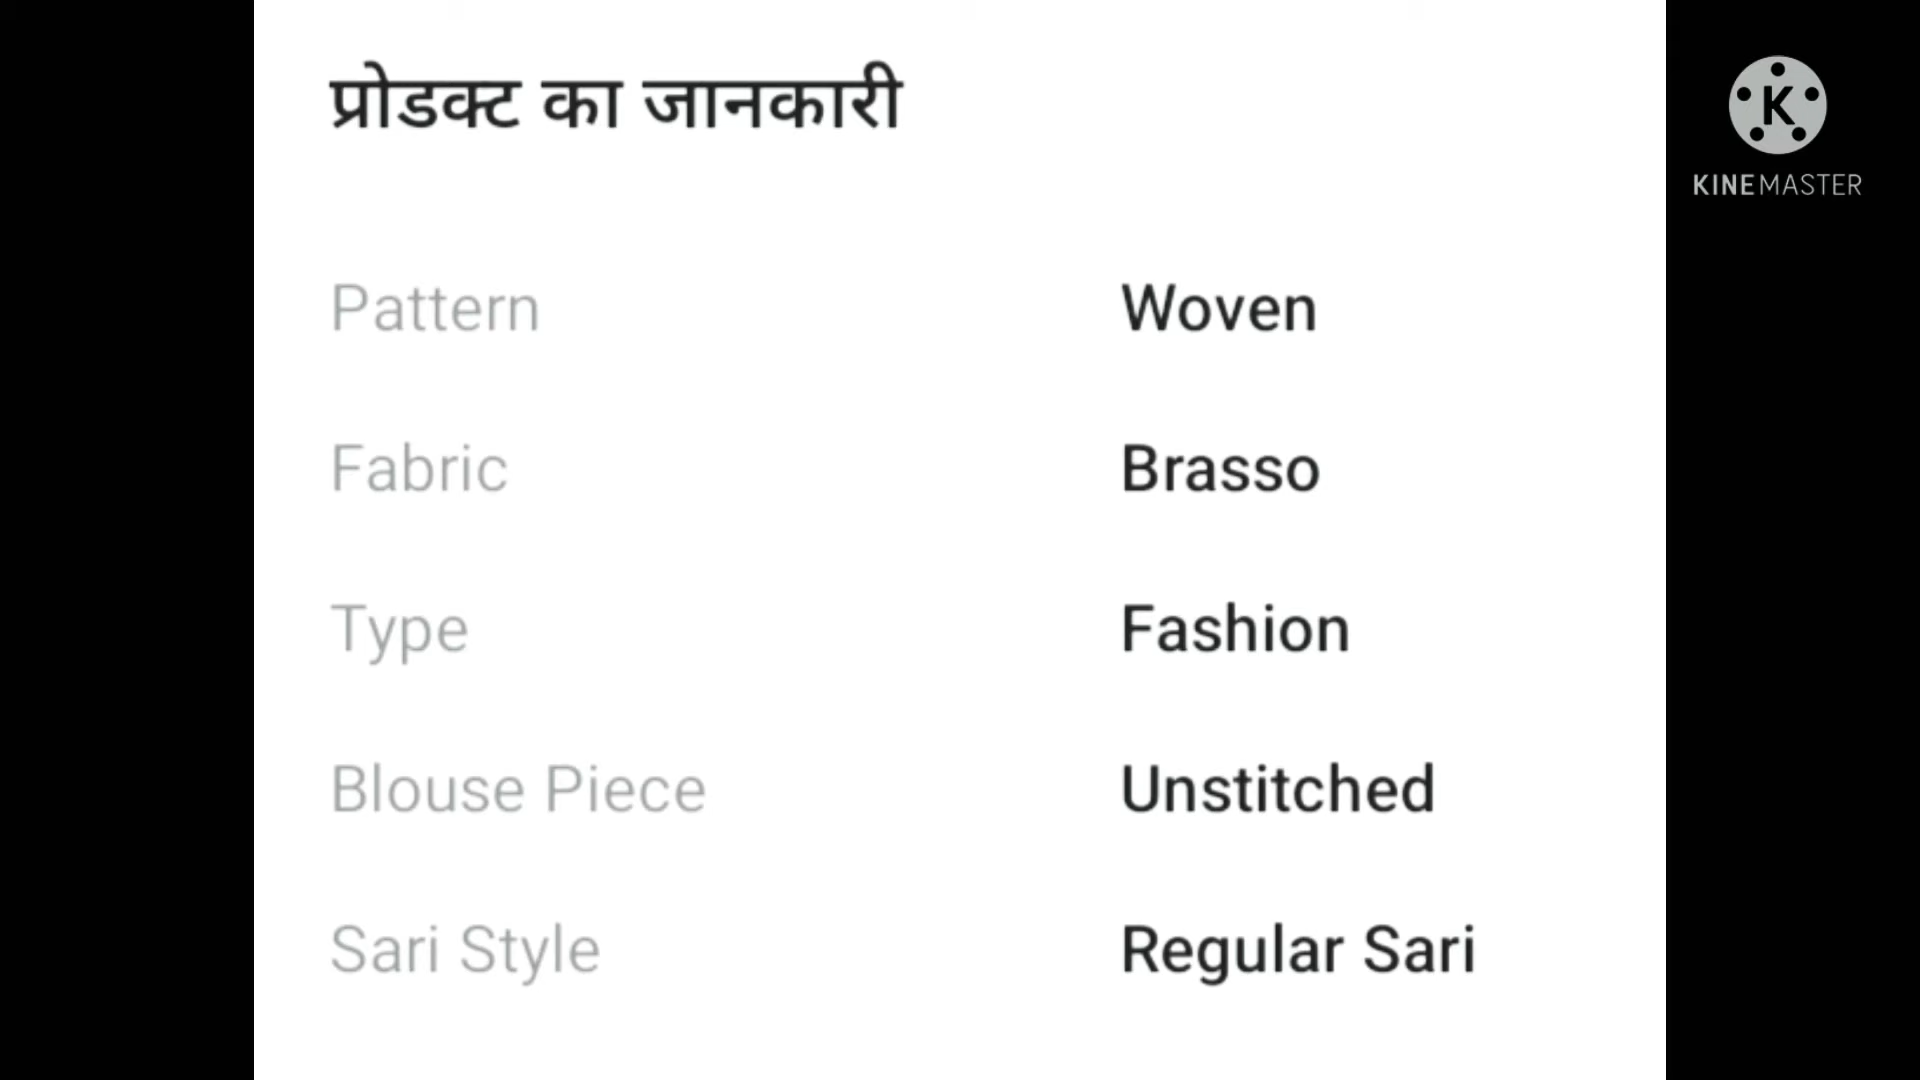 प्रोडक्ट का जानकारी
Pattern Woven
Fabric Brasso
Type Fashion
Blouse Piece Unstitched
Sari Style Regular Sari
K
KINEMASTER